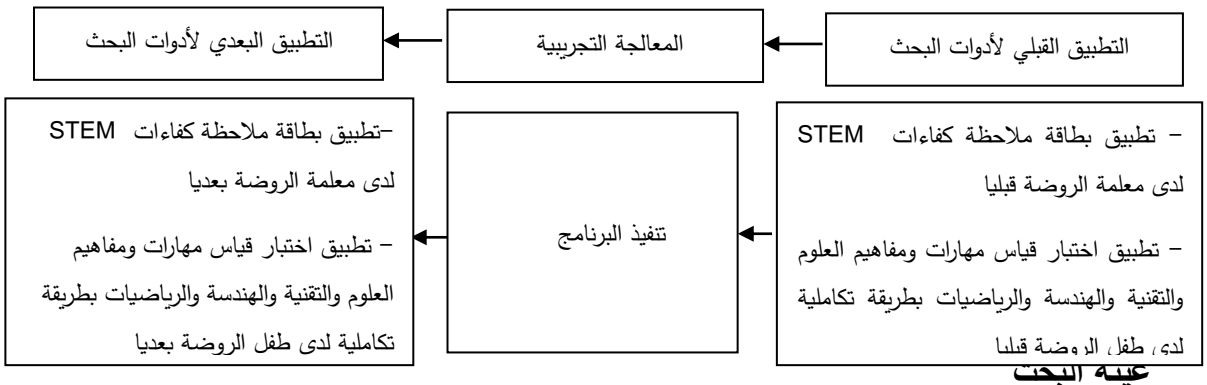 التطبيق القبلي لأدوات البحث
المعالجة التجريبية
التطبيق البعدي لأدوات البحث
– تطبيق بطاقة ملاحظة كفاءات STEM
لدى معلمة الروضة قبليا
– تطبيق اختبار قياس مهارات ومفاهيم العلوم
والتقنية والهندسة والرياضيات بطريقة تكاملية
لدى طفل الروضة قبليا
تنفيذ البرنامج
–تطبيق بطاقة ملاحظة كفاءات STEM
لدى معلمة الروضة بعديا
– تطبيق اختبار قياس مهارات ومفاهيم
العلوم والتقنية والهندسة والرياضيات بطريقة
تكاملية لدى طفل الروضة بعديا
عينة البحث